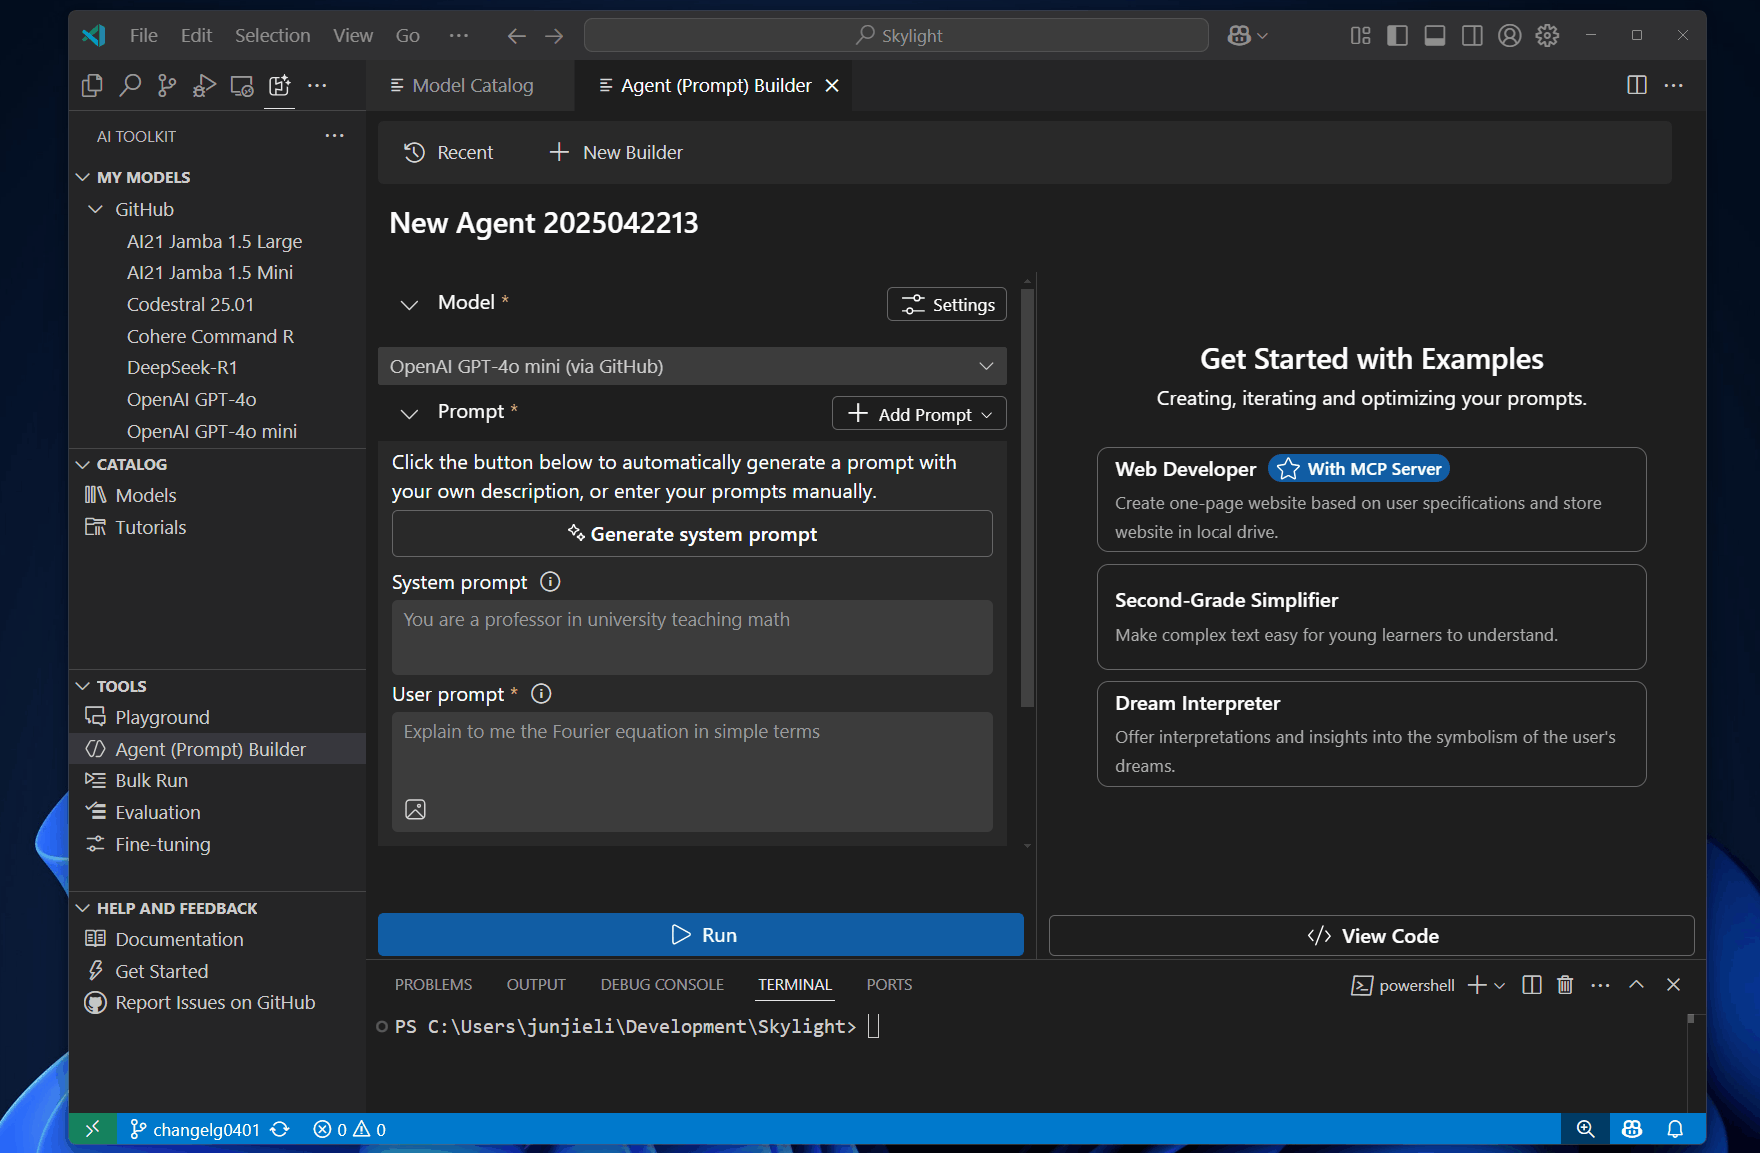 File Edit Selection View Go ··· Skylight
Model Catalog
Agent (Prompt) Builder
AI TOOLKIT
MY MODELS
GitHub
AI21 Jamba 1.5 Large
AI21 Jamba 1.5 Mini
Codestral 25.01
Cohere Command R
DeepSeek-R1
OpenAI GPT-4o
OpenAI GPT-4o mini
CATALOG
Models
Tutorials
TOOLS
Playground
Agent (Prompt) Builder
Bulk Run
Evaluation
Fine-tuning
HELP AND FEEDBACK
Documentation
Get Started
Report Issues on GitHub
Recent
New Builder
New Agent 2025042213
Model *
Settings
OpenAI GPT-4o mini (via GitHub)
Prompt *
Add Prompt
Click the button below to automatically generate a prompt with
your own description, or enter your prompts manually.
Generate system prompt
System prompt
You are a professor in university teaching math
User prompt *
Explain to me the Fourier equation in simple terms
Run
Get Started with Examples
Creating, iterating and optimizing your prompts.
Web Developer With MCP Server
Create one-page website based on user specifications and store
website in local drive.
Second-Grade Simplifier
Make complex text easy for young learners to understand.
Dream Interpreter
Offer interpretations and insights into the symbolism of the user's
dreams.
View Code
PROBLEMS OUTPUT DEBUG CONSOLE TERMINAL PORTS
powershell
PS C:\Users\junjieli\Development\Skylight>
changelg0401 0 0